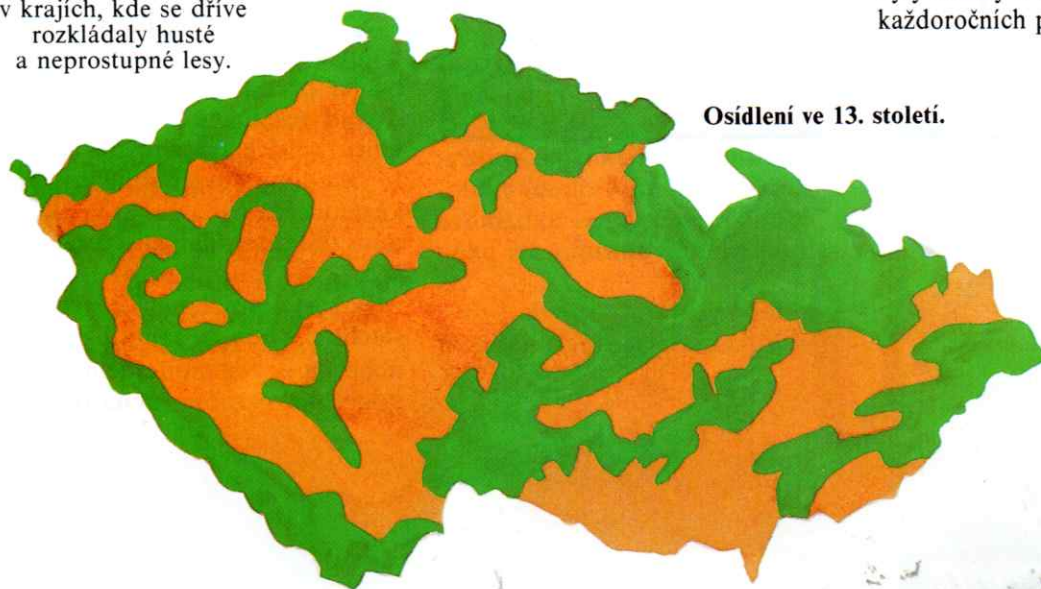 v krajích, kde se dříve
rozkládaly husté
a neprostupné lesy.
každoročních
Osídlení ve 13. století.